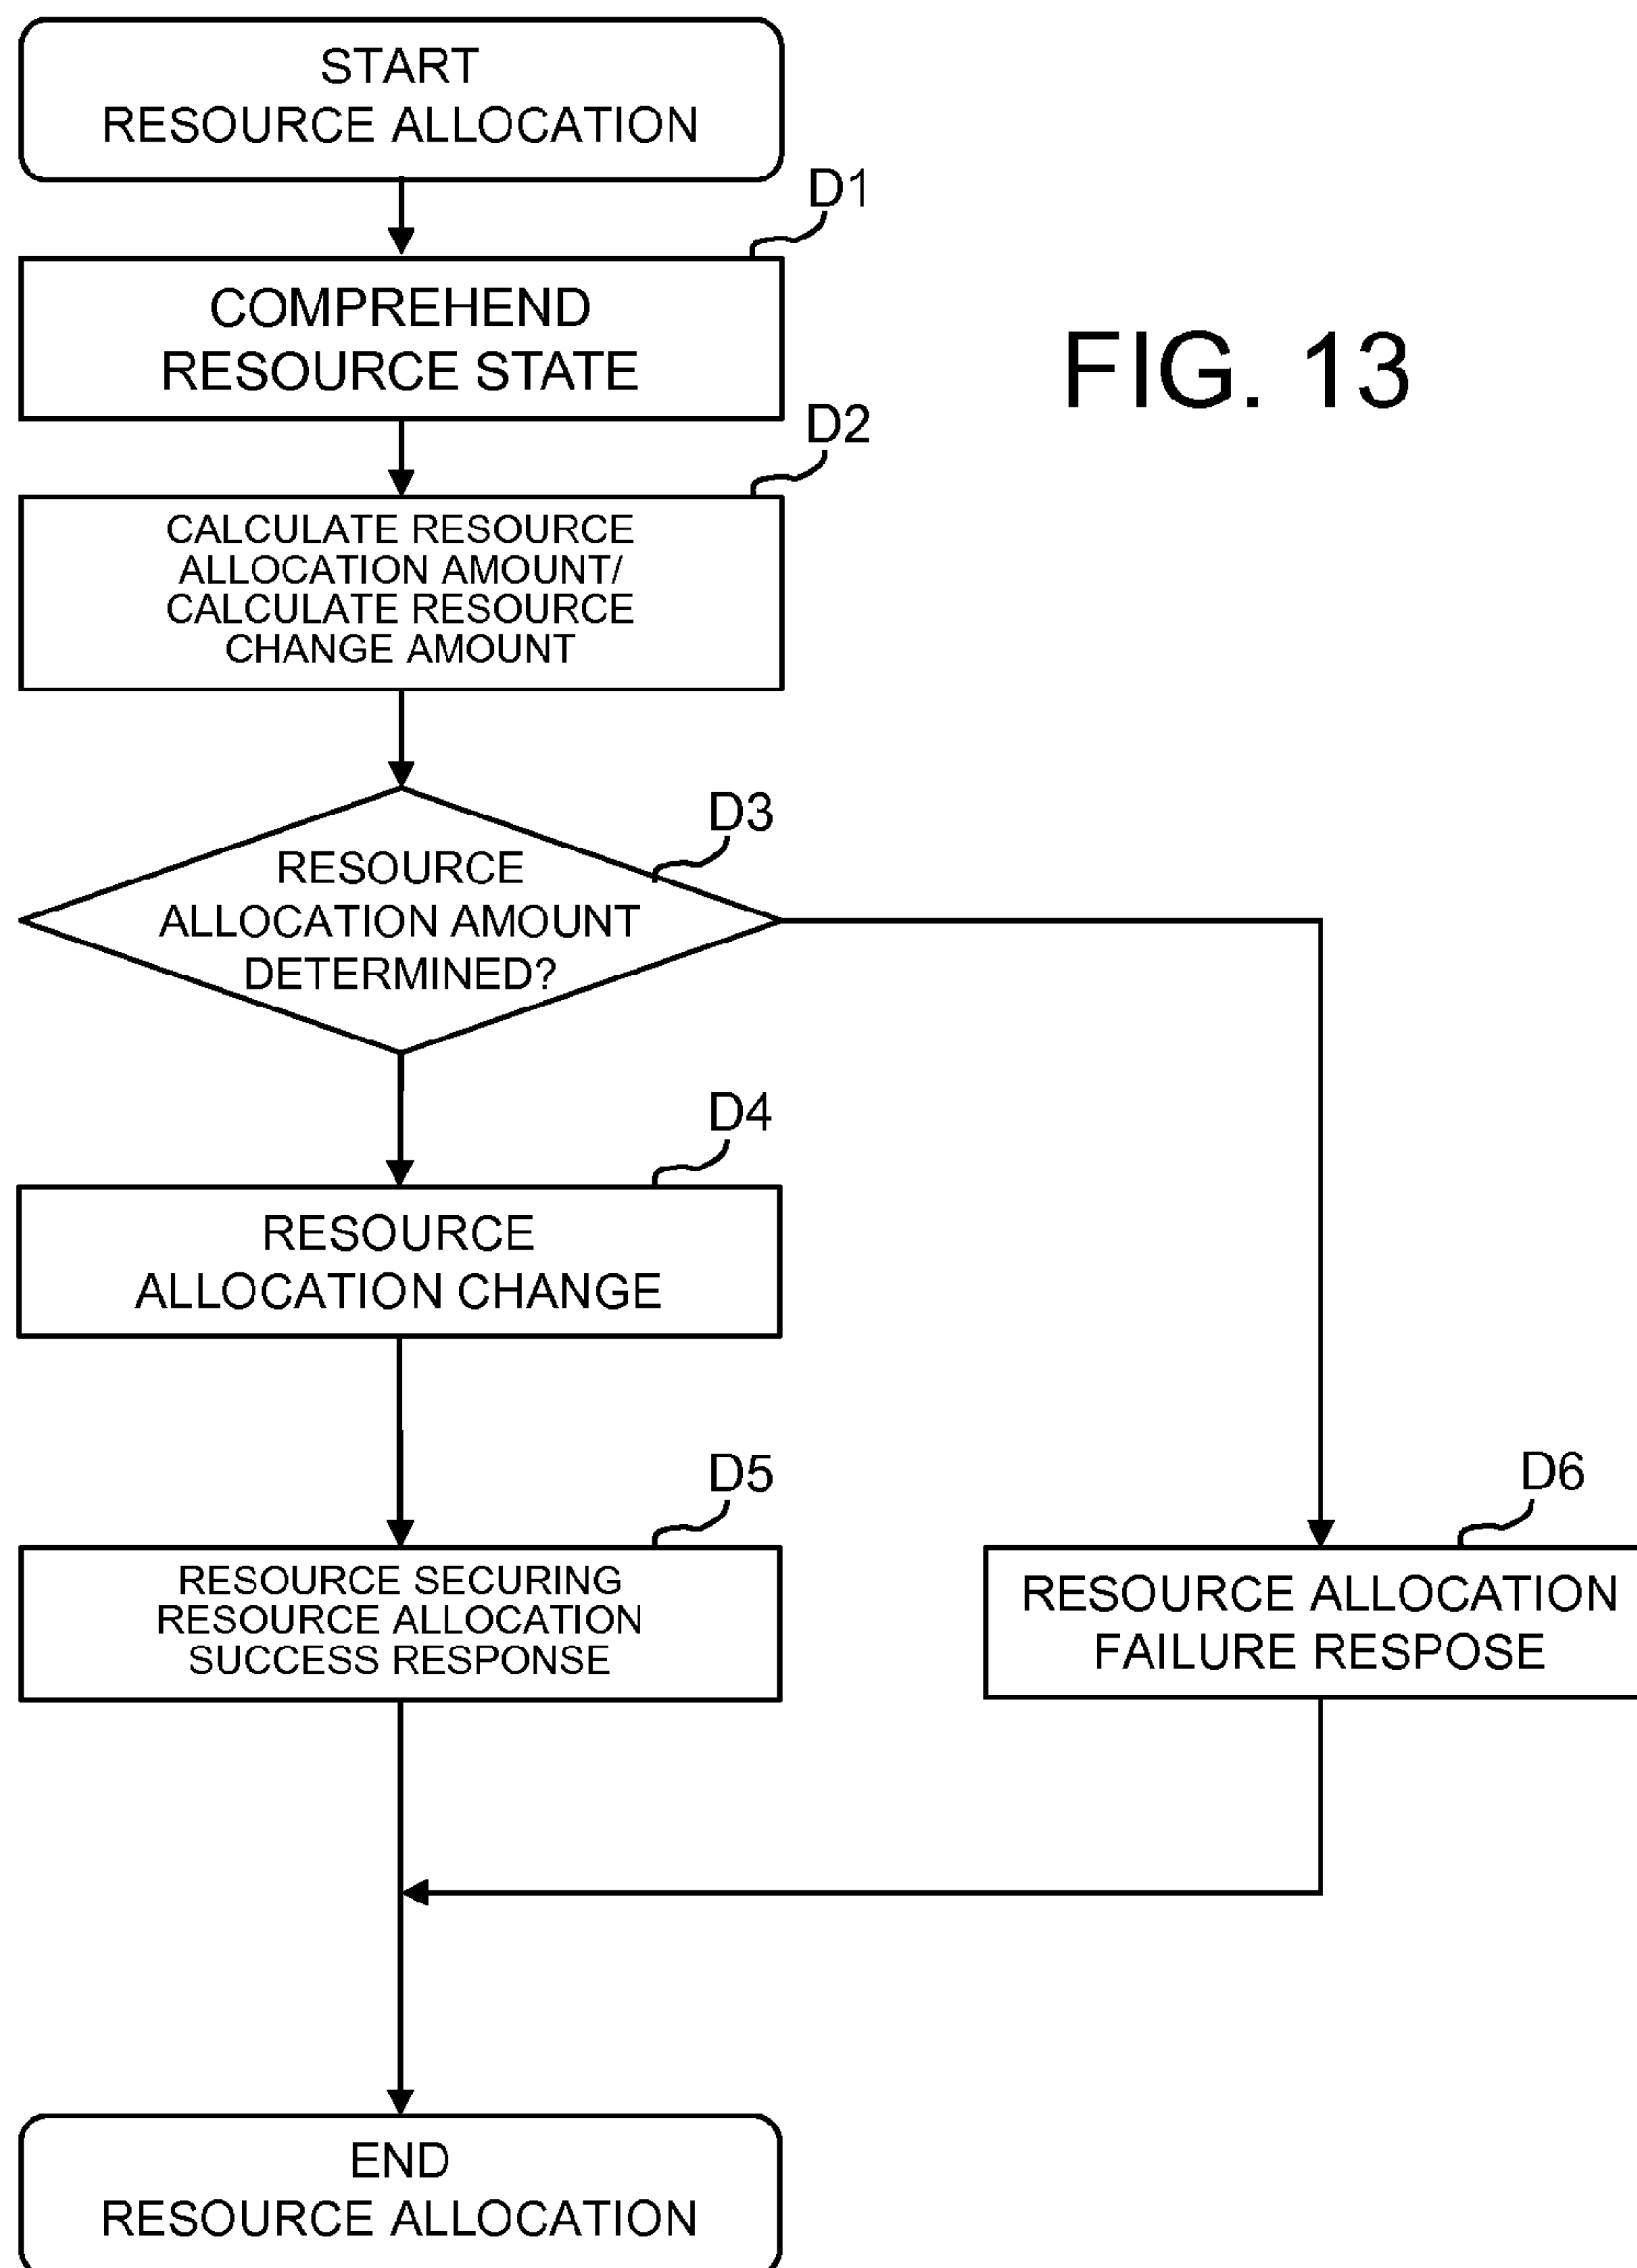 START
RESOURCE ALLOCATION
D1
COMPREHEND
RESOURCE STATE
FIG. 13
D2
CALCULATE RESOURCE
ALLOCATION AMOUNT/
CALCULATE RESOURCE
CHANGE AMOUNT
D3
RESOURCE
ALLOCATION AMOUNT
DETERMINED?
D4
RESOURCE
ALLOCATION CHANGE
D5
RESOURCE SECURING
RESOURCE ALLOCATION
SUCCESS RESPONSE
D6
RESOURCE ALLOCATION
FAILURE RESPOSE
END
RESOURCE ALLOCATION